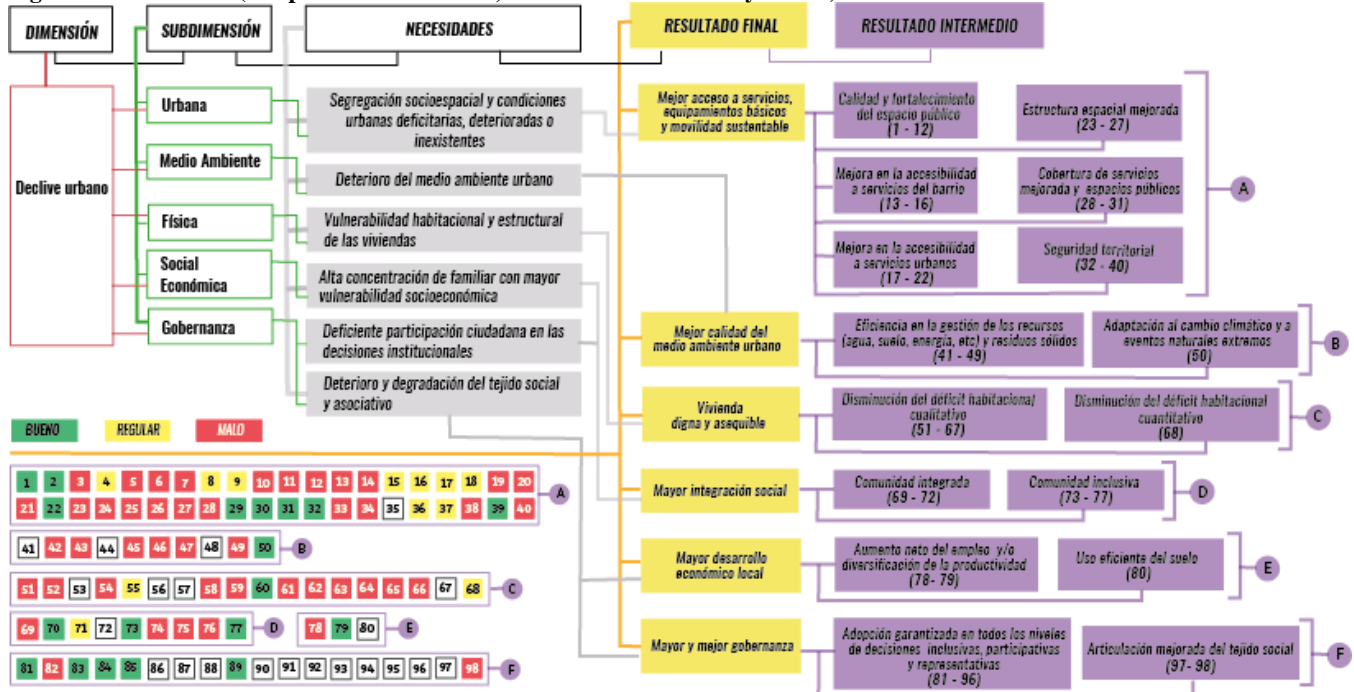 DIMENSIÓN
SUBDIMENSIÓN
NECESIDADES
RESULTADO FINAL
RESULTADO INTERMEDIO
Declive urbano
Urbana
Medio Ambiente
Física
Social
Económica
Gobernanza
Segregación socioespacial y condiciones
urbanas deficitarias, deterioradas o
inexistentes
Deterioro del medio ambiente urbano
Vulnerabilidad habitacional y estructural
de las viviendas
Alta concentración de familiar con mayor
vulnerabilidad socioeconómica
Deficiente participación ciudadana en las
decisiones institucionales
Deterioro y degradación del tejido social
y asociativo
Mejor acceso a servicios,
equipamientos básicos
y movilidad sustentable
Calidad y fortalecimiento
del espacio público
(1 - 12)
Estructura espacial mejorada
(23 - 27)
Mejora en la accesibilidad
a servicios del barrio
(13 - 16)
Cobertura de servicios
mejorada y espacios públicos
(28 - 31)
Mejora en la accesibilidad
a servicios urbanos
(17 - 22)
Seguridad territorial
(32 - 40)
A
Mejor calidad del
medio ambiente urbano
Eficiencia en la gestión de los recursos
(agua, suelo, energía, etc) y residuos sólidos
(41 - 49)
Adaptación al cambio climático y a
eventos naturales extremos
(50)
B
Vivienda
digna y asequible
Disminución del déficit habitacional
cualitativo
(51 - 67)
Disminución del déficit habitacional
cuantitativo
(68)
C
Mayor integración social
Comunidad integrada
(69 - 72)
Comunidad inclusiva
(73 - 77)
D
Mayor desarrollo
económico local
Aumento neto del empleo y/o
diversificación de la productividad
(78- 79)
Uso eficiente del suelo
(80)
E
Mayor y mejor gobernanza
Adopción garantizada en todos los niveles
de decisiones inclusivas, participativas
y representativas
(81 - 96)
Articulación mejorada del tejido social
(97- 98)
F
BUENO REGULAR MALO
1 2 3 4 5 6 7 8 9 10 11 12 13 14 15 16 17 18 19 20
21 22 23 24 25 26 27 28 29 30 31 32 33 34 35 36 37 38 39 40
A
41 42 43 44 45 46 47 48 49 50 B
51 52 53 54 55 56 57 58 59 60 61 62 63 64 65 66 67 68 C
69 70 71 72 73 74 75 76 77 D
78 79 80 E
81 82 83 84 85 86 87 88 89 90 91 92 93 94 95 96 97 98 F